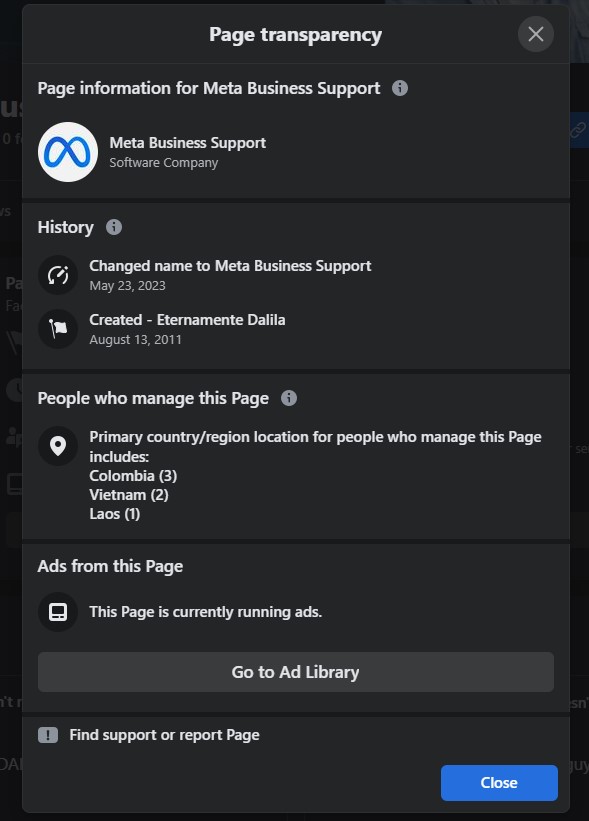 Page transparency
Page information for Meta Business Support
Meta Business Support
Software Company
History
Changed name to Meta Business Support
May 23, 2023
Created - Eternamente Dalila
August 13, 2011
People who manage this Page
Primary country/region location for people who manage this Page
includes:
Colombia (3)
Vietnam (2)
Laos (1)
Ads from this Page
This Page is currently running ads.
Go to Ad Library
Find support or report Page
Close